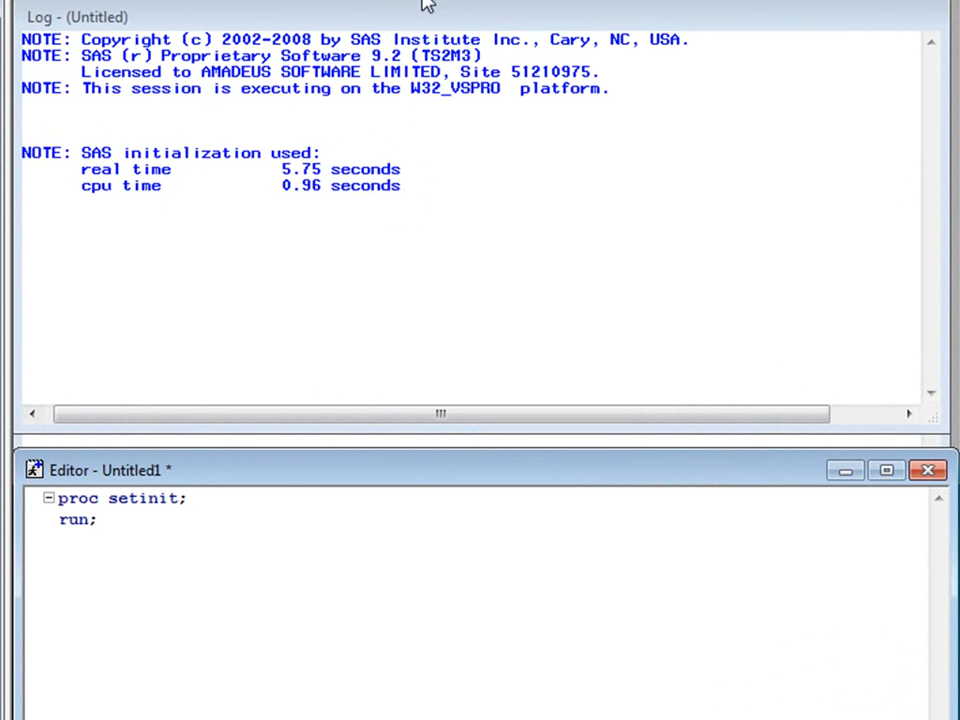 Log - (Untitled)
NOTE: Copyright (c) 2002-2008 by SAS Institute Inc., Cary, NC, USA.
NOTE: SAS (r) Proprietary Software 9.2 (TS2M3)
Licensed to AMADEUS SOFTWARE LIMITED, Site 51210975.
NOTE: This session is executing on the W32_VSPRO platform.
NOTE: SAS initialization used:
real time 5.75 seconds
cpu time 0.96 seconds
Editor - Untitled1 *
proc setinit;
run;